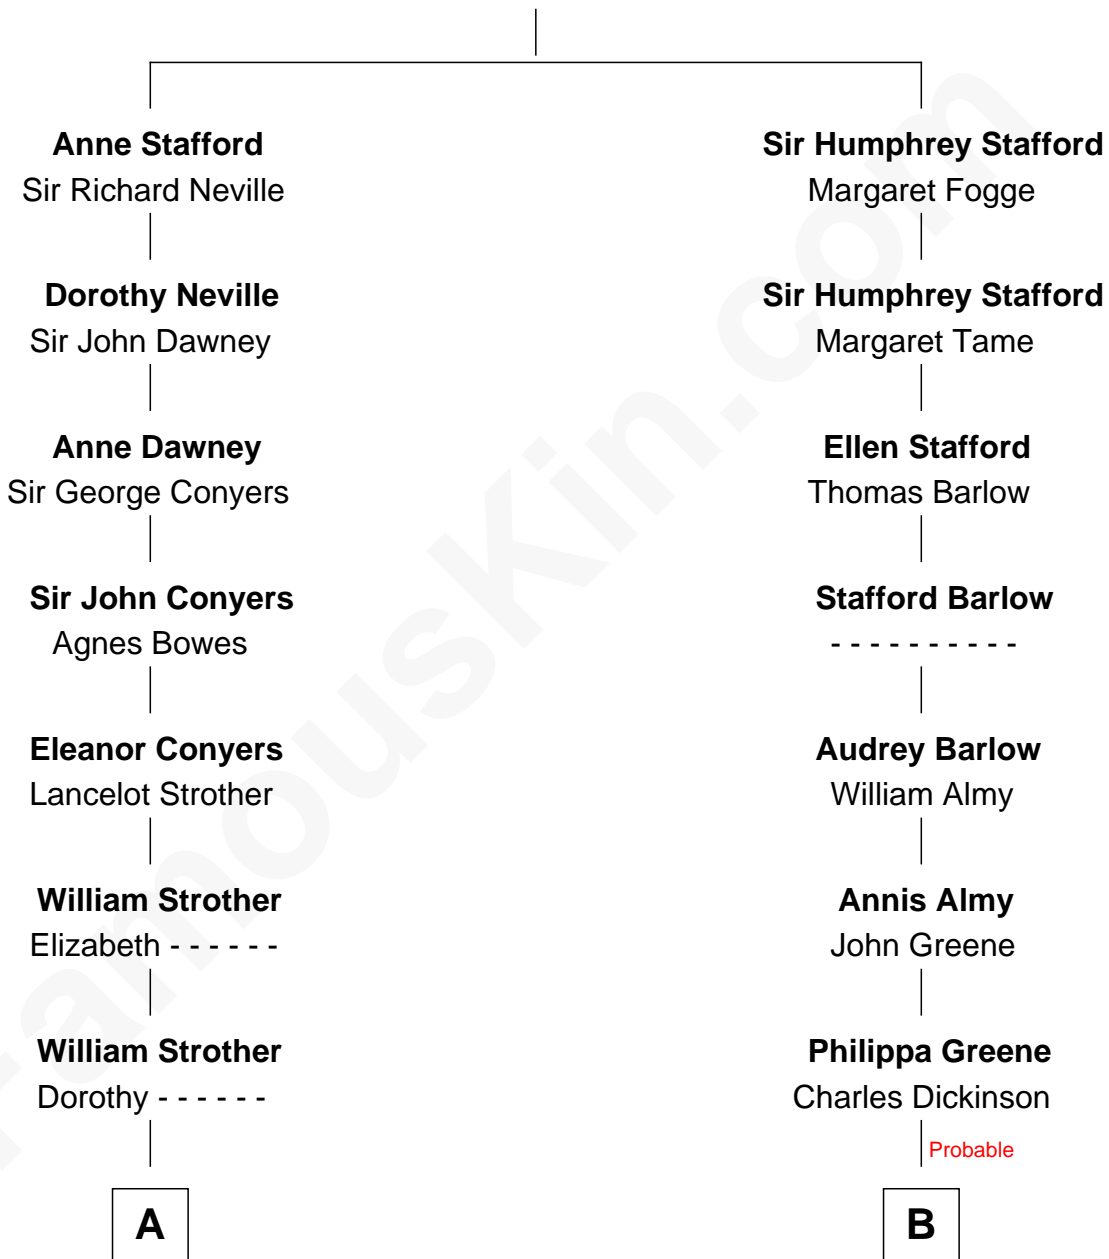 Anne Stafford
Sir Richard Neville
Dorothy Neville
Sir John Dawney
Anne Dawney
Sir George Conyers
Sir John Conyers
Agnes Bowes
Eleanor Conyers
Lancelot Strother
William Strother
Elizabeth - - - - - -
William Strother
Dorothy - - - - - -
A
Sir Humphrey Stafford
Margaret Fogge
Sir Humphrey Stafford
Margaret Tame
Ellen Stafford
Thomas Barlow
Stafford Barlow
- - - - - - - - - -
Audrey Barlow
William Almy
Annis Almy
John Greene
Philippa Greene
Charles Dickinson
Probable
B
FamousKin.com